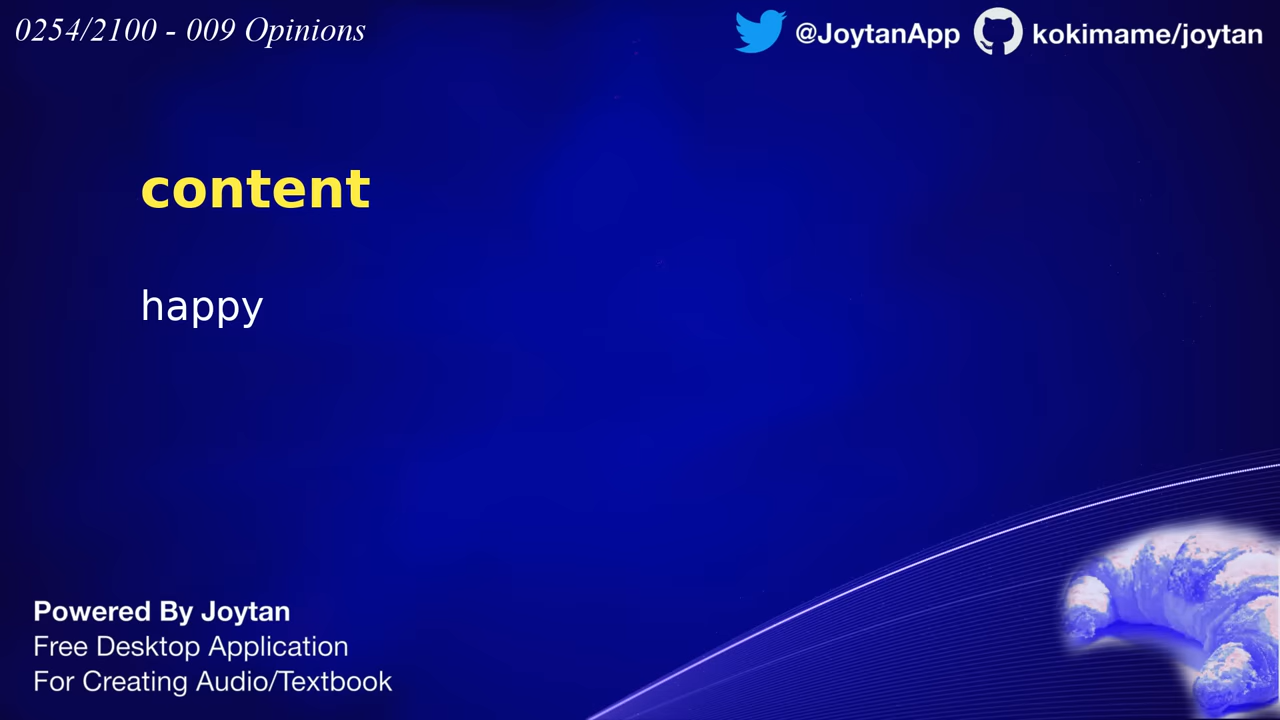 0254/2100 - 009 Opinions
@JoytanApp kokimame/joytan
content
happy
Powered By Joytan
Free Desktop Application
For Creating Audio/Textbook